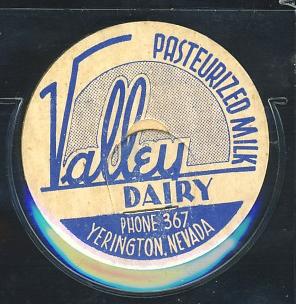 PASTEURIZED MILK
Valley
DAIRY
PHONE 367
YERINGTON, NEVADA